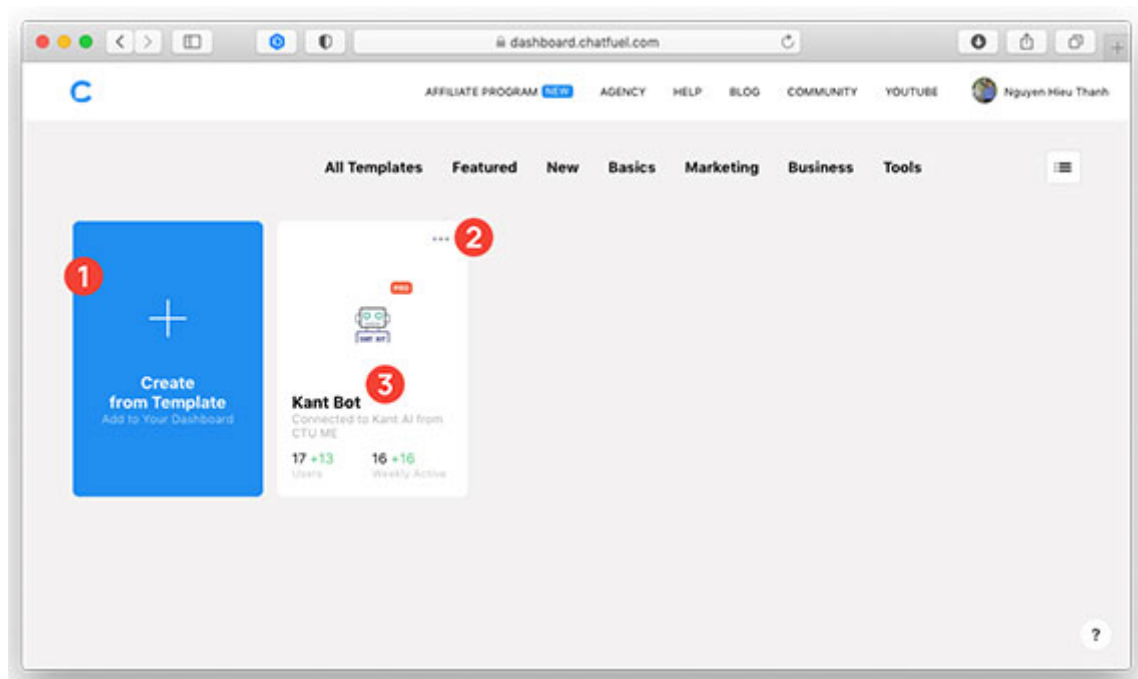 dashboard.chatfuel.com
C
AFFILIATE PROGRAM NEW AGENCY HELP BLOG COMMUNITY YOUTUBE Nguyen Hieu Thanh
All Templates Featured New Basics Marketing Business Tools
1
Create
from Template
Add to Your Dashboard
2
PRO
KANT BOT
3
Kant Bot
Connected to Kant AI from
CTU ME
17 +13 16 +16
Users Weekly Active
?